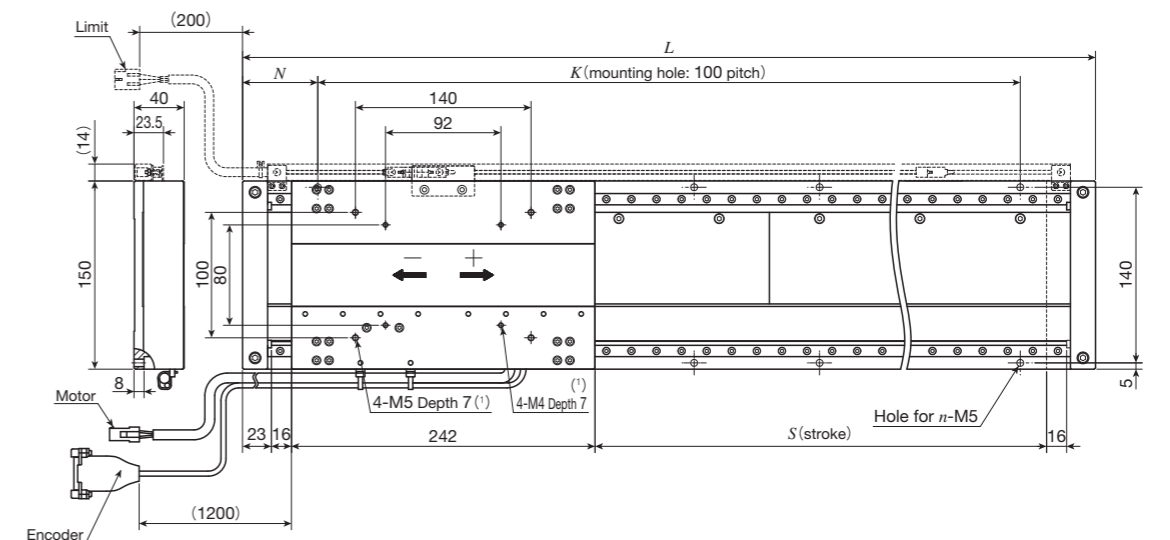 (200)
Limit
L
N
K(mounting hole: 100 pitch)
40
140
23.5
92
(14)
150
100
80
− +
140
8
5
Motor
4-M5 Depth 7 (1)
(1)
4-M4 Depth 7
Hole for n-M5
23
16
242
S(stroke)
16
(1200)
Encoder